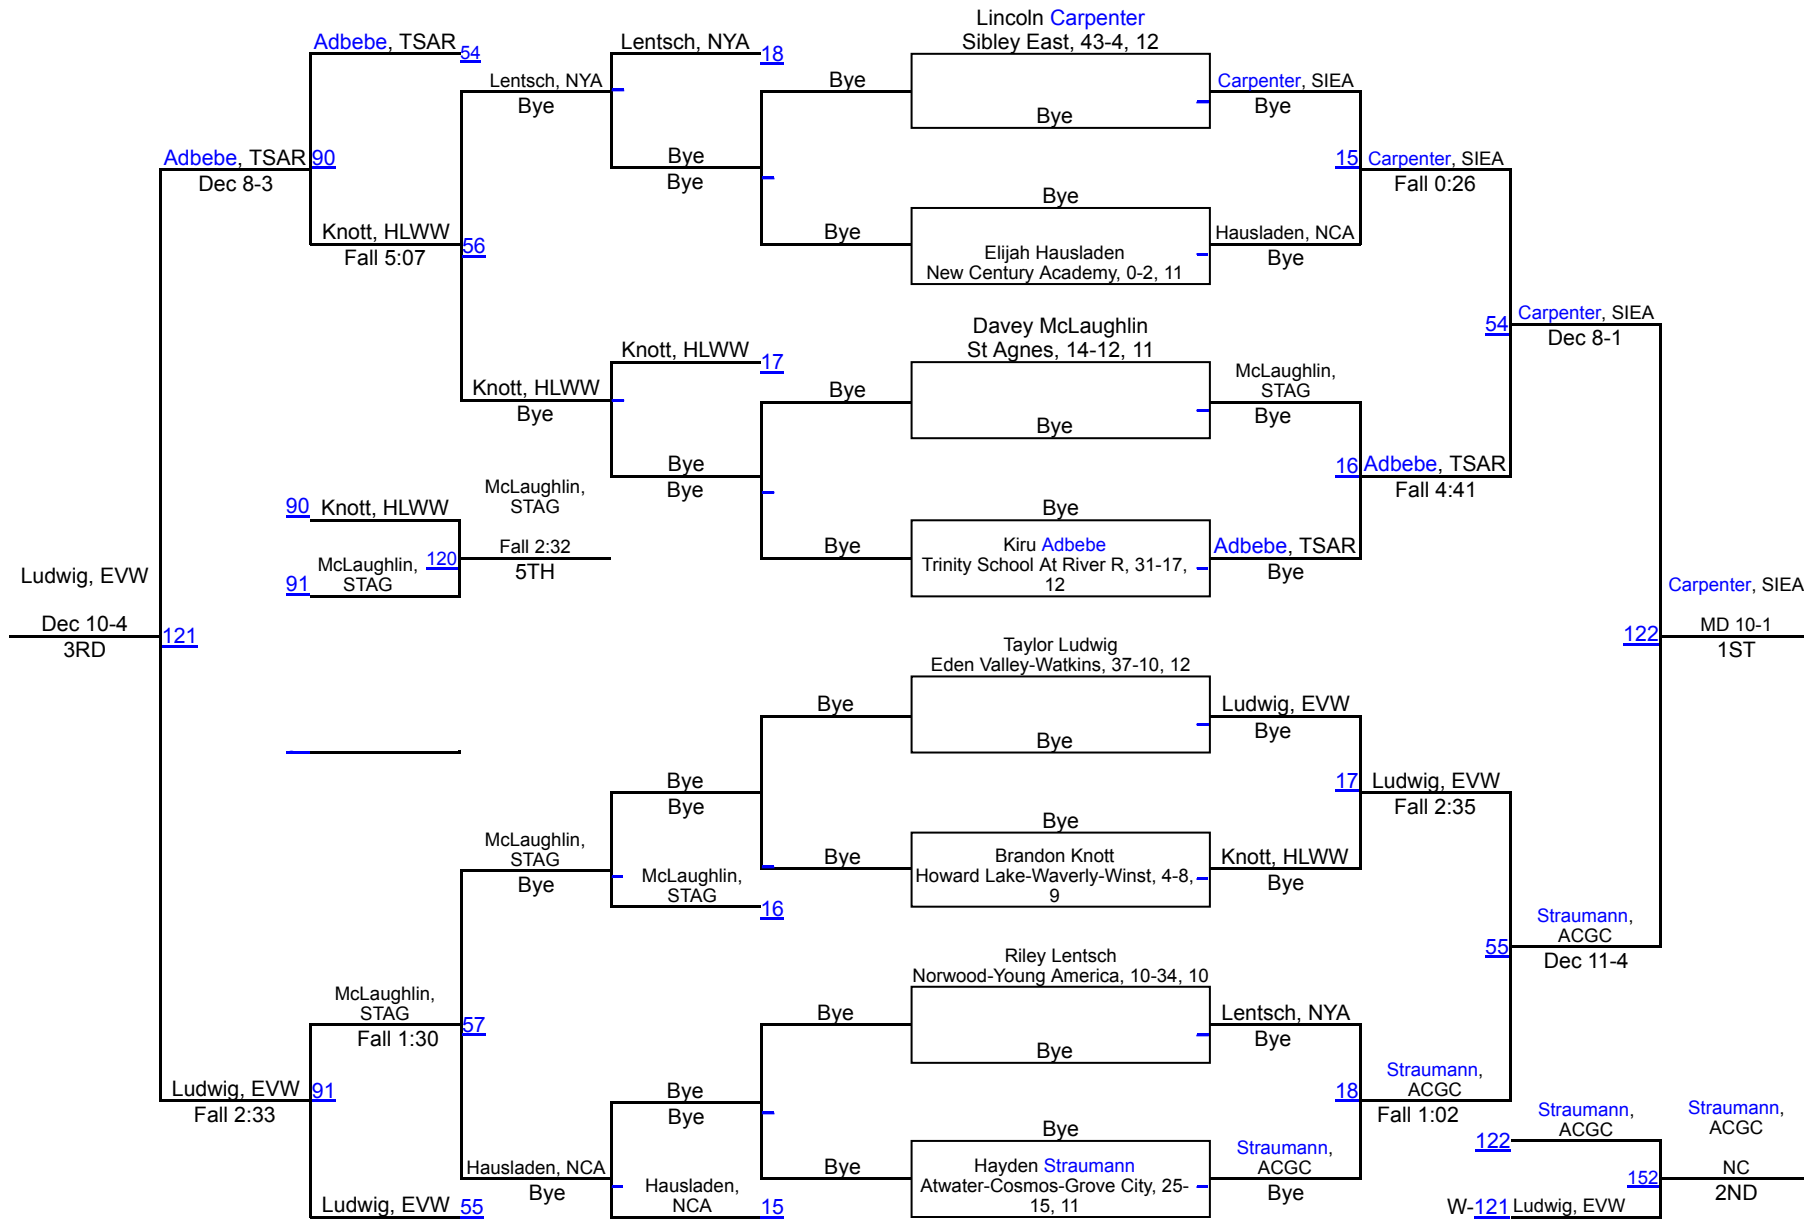 Adbebe, TSAR
54
Adbebe, TSAR
90
Dec 8-3
Knott, HLWW
Fall 5:07
56
Lentsch, NYA
Bye
Lentsch, NYA
18
Bye
Bye
Knott, HLWW
Bye
Knott, HLWW
17
Bye
Bye
90
Knott, HLWW
91
McLaughlin,
STAG
120
McLaughlin,
STAG
Fall 2:32
5TH
Ludwig, EVW
Dec 10-4
3RD
121
McLaughlin,
STAG
Bye
Bye
Bye
McLaughlin,
STAG
16
McLaughlin,
STAG
Fall 1:30
57
Ludwig, EVW
Fall 2:33
91
Ludwig, EVW
55
Hausladen, NCA
Bye
Bye
Bye
Hausladen,
NCA
15
Bye
Lincoln Carpenter
Sibley East, 43-4, 12
Bye
Carpenter, SIEA
Bye
Bye
Bye
Elijah Hausladen
New Century Academy, 0-2, 11
Hausladen, NCA
Bye
15
Carpenter, SIEA
Fall 0:26
Bye
Davey McLaughlin
St Agnes, 14-12, 11
Bye
McLaughlin,
STAG
Bye
Bye
Bye
Kiru Adbebe
Trinity School At River R, 31-17,
12
Adbebe, TSAR
Bye
16
Adbebe, TSAR
Fall 4:41
54
Carpenter, SIEA
Dec 8-1
Bye
Taylor Ludwig
Eden Valley-Watkins, 37-10, 12
Bye
Ludwig, EVW
Bye
Bye
Bye
Brandon Knott
Howard Lake-Waverly-Winst, 4-8,
9
Knott, HLWW
Bye
17
Ludwig, EVW
Fall 2:35
Bye
Riley Lentsch
Norwood-Young America, 10-34, 10
Bye
Lentsch, NYA
Bye
Bye
Bye
Hayden Straumann
Atwater-Cosmos-Grove City, 25-
15, 11
Straumann,
ACGC
Bye
18
Straumann,
ACGC
Fall 1:02
55
Straumann,
ACGC
Dec 11-4
122
Carpenter, SIEA
MD 10-1
1ST
122
Straumann,
ACGC
W-121
Ludwig, EVW
152
Straumann,
ACGC
NC
2ND